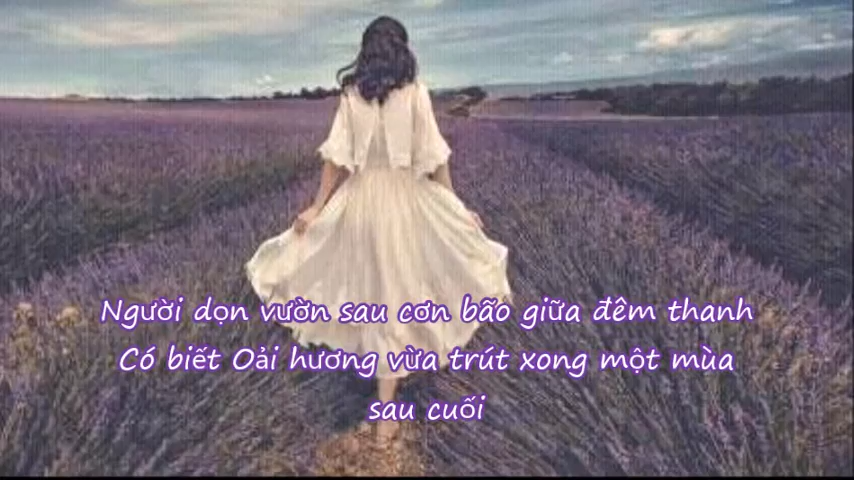 Người dọn vườn sau cơn bão giữa đêm thanh
Có biết Oải hương vừa trút xong một mùa
sau cuối